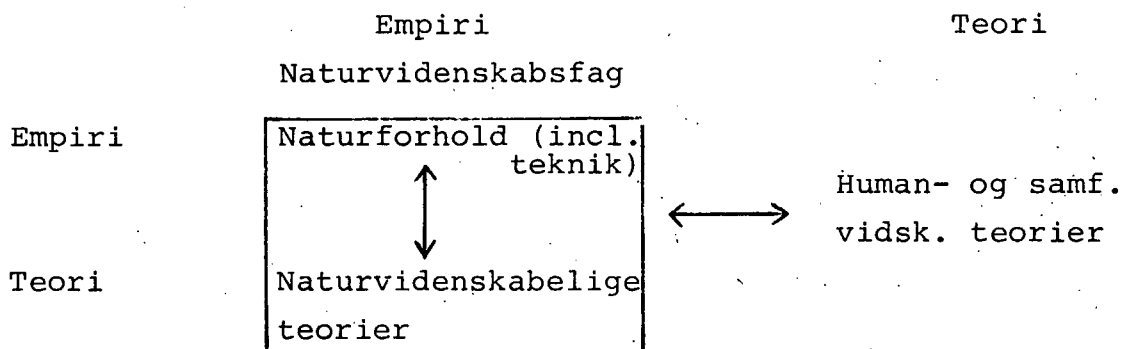 Empiri Teori
Naturvidenskabsfag
Empiri Naturforhold (incl.
teknik)
Human- og samf.
vidsk. teorier
Teori Naturvidenskabelige
teorier